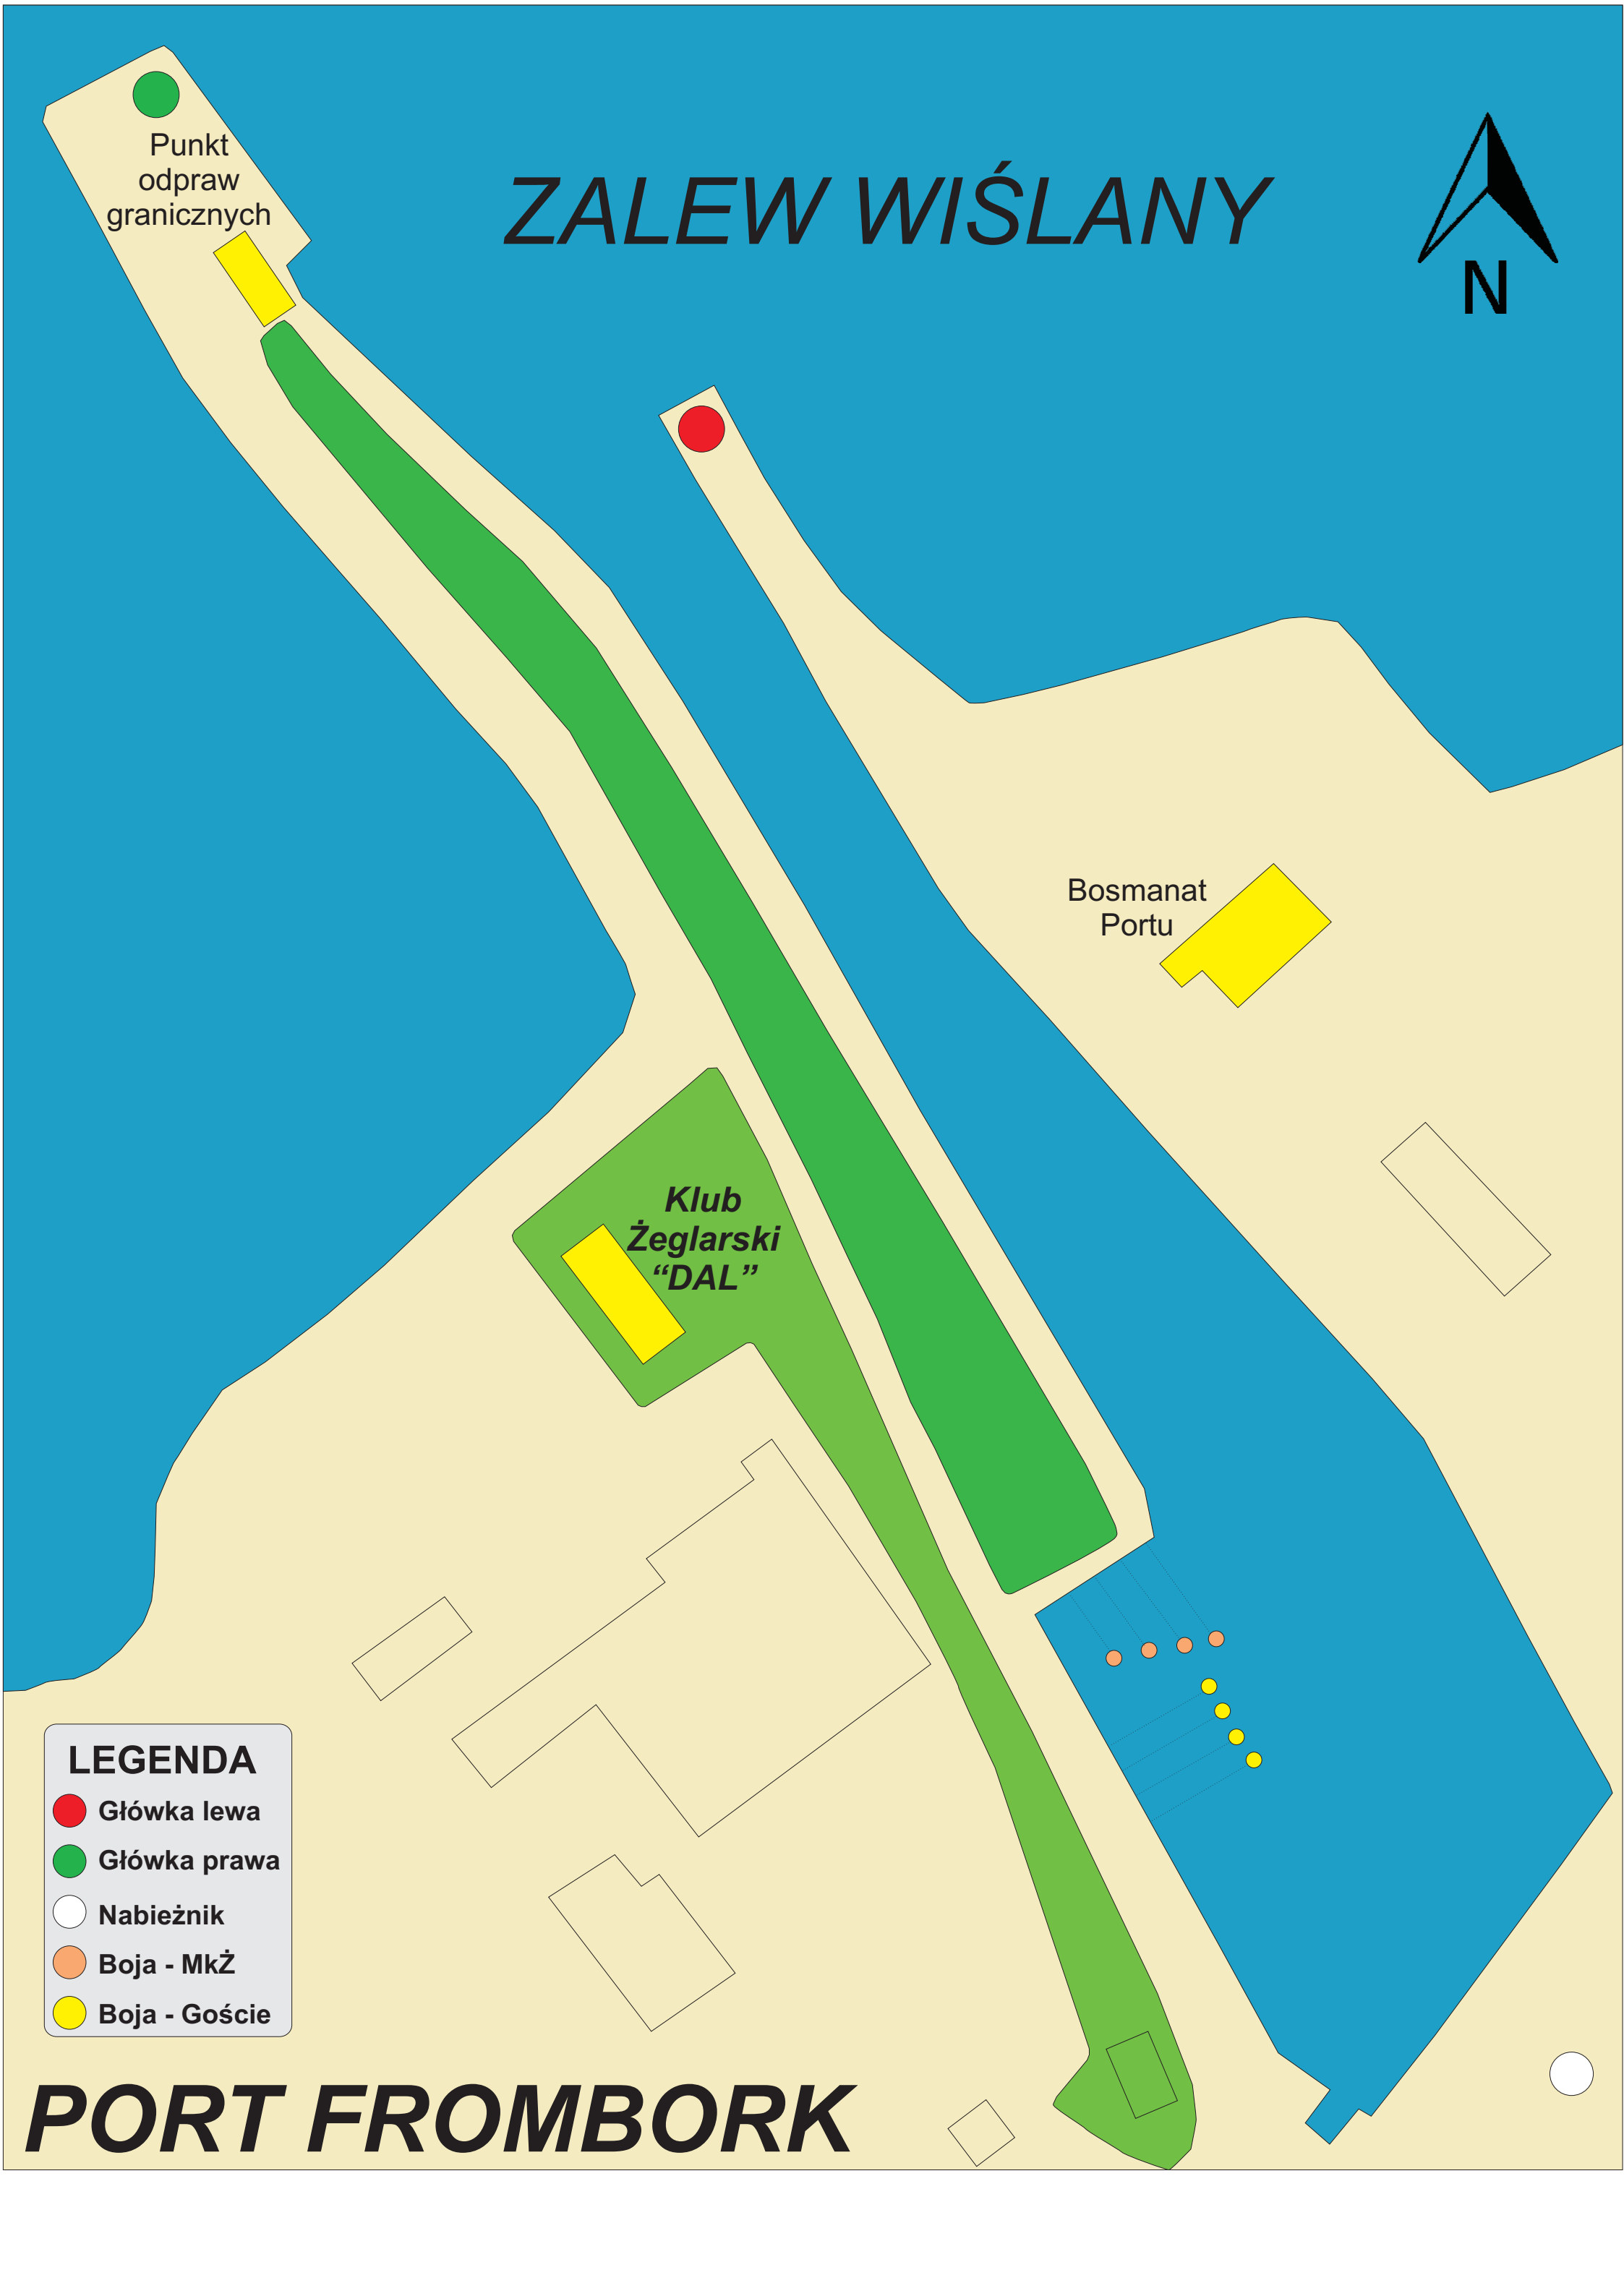 Punkt
odpraw
granicznych
ZALEW WIŚLANY
N
Bosmanat
Portu
Klub
Żeglarski
“DAL”
LEGENDA
Główka lewa
Główka prawa
Nabieżnik
Boja - MkŻ
Boja - Goście
PORT FROMBORK